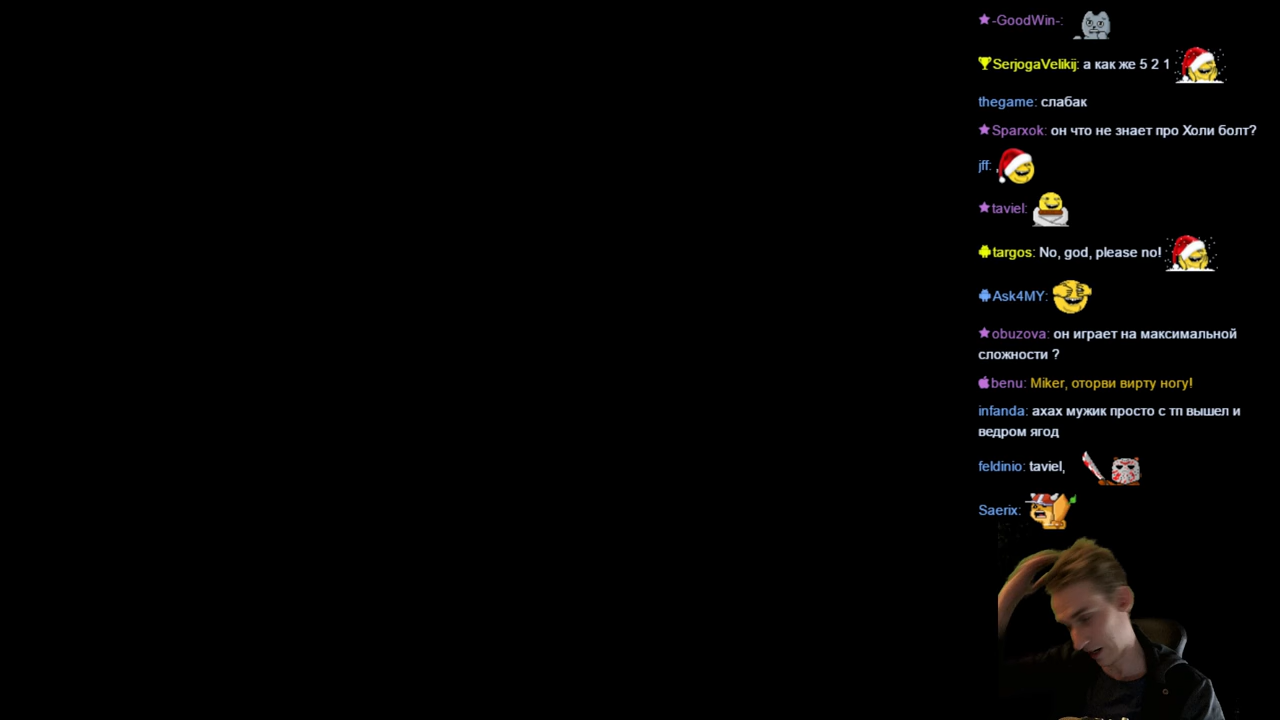 -GoodWin-:
SerjogaVelikij: а как же 5 2 1
thegame: слабак
Sparxok: он что не знает про Холи болт?
jff: ,
taviel:
targos: No, god, please no!
Ask4MY:
obuzova: он играет на максимальной
сложности ?
benu: Miker, оторви вирту ногу!
infanda: ахах мужик просто с тп вышел и
ведром ягод
feldinio: taviel,
Saerix: